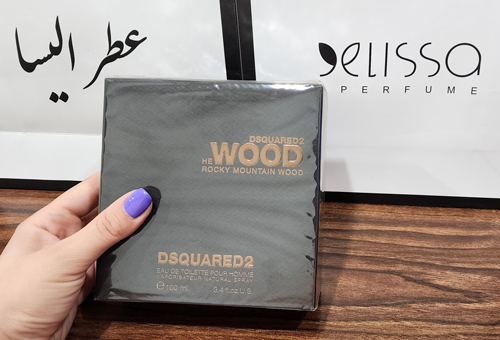 عطر اليسا
elissa
PERFUME
DSQUARED2
HE WOOD
ROCKY MOUNTAIN WOOD
DSQUARED2
EAU DE TOILETTE POUR HOMME
VAPORISATEUR NATURAL SPRAY
e 100 ml 0.4 fl.oz U.S.